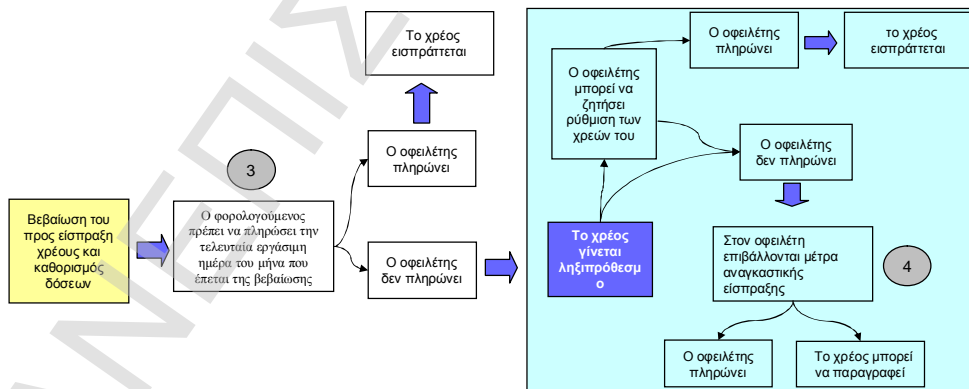 Βεβαίωση του
προς είσπραξη
χρέους και
καθορισμός
δόσεων
3
Ο φορολογούμενος
πρέπει να πληρώσει την
τελευταία εργάσιμη
ημέρα του μήνα που
έπεται της βεβαίωσης
Το χρέος
εισπράττεται
Ο οφειλέτης
πληρώνει
Ο οφειλέτης
δεν πληρώνει
Το χρέος
γίνεται
ληξιπρόθεσμ
ο
Ο οφειλέτης
μπορεί να
ζητήσει
ρύθμιση των
χρεών του
Ο οφειλέτης
πληρώνει
το χρέος
εισπράττεται
Ο οφειλέτης
δεν πληρώνει
Στον οφειλέτη
επιβάλλονται μέτρα
αναγκαστικής
είσπραξης
4
Ο οφειλέτης
πληρώνει
Το χρέος μπορεί
να παραγραφεί